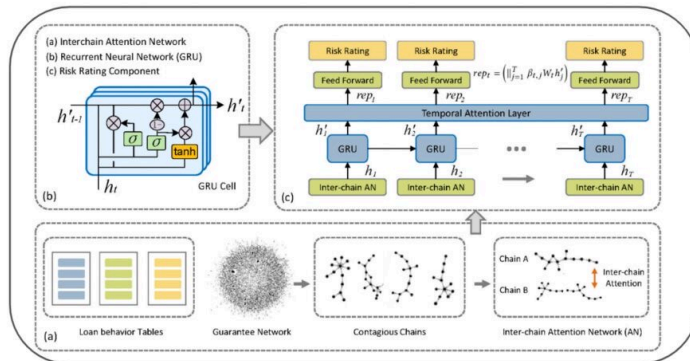 (a) Interchain Attention Network
(b) Recurrent Neural Network (GRU)
(c) Risk Rating Component
h'_{t-1}
h'_t
1-
σ
σ
tanh
h_t
GRU Cell
(b)
Risk Rating
Risk Rating
Risk Rating
Feed Forward
Feed Forward
rep_t = (||_{j=1}^{T} β_{t,j} W_t h'_j)
Feed Forward
rep_1
rep_2
rep_T
Temporal Attention Layer
h'_1
h'_2
h'_T
GRU
GRU
GRU
h_1
h_2
h_T
(c)
Inter-chain AN
Inter-chain AN
Inter-chain AN
Chain A
Chain B
Inter-chain
Attention
(a)
Loan behavior Tables
Guarantee Network
Contagious Chains
Inter-chain Attention Network (AN)